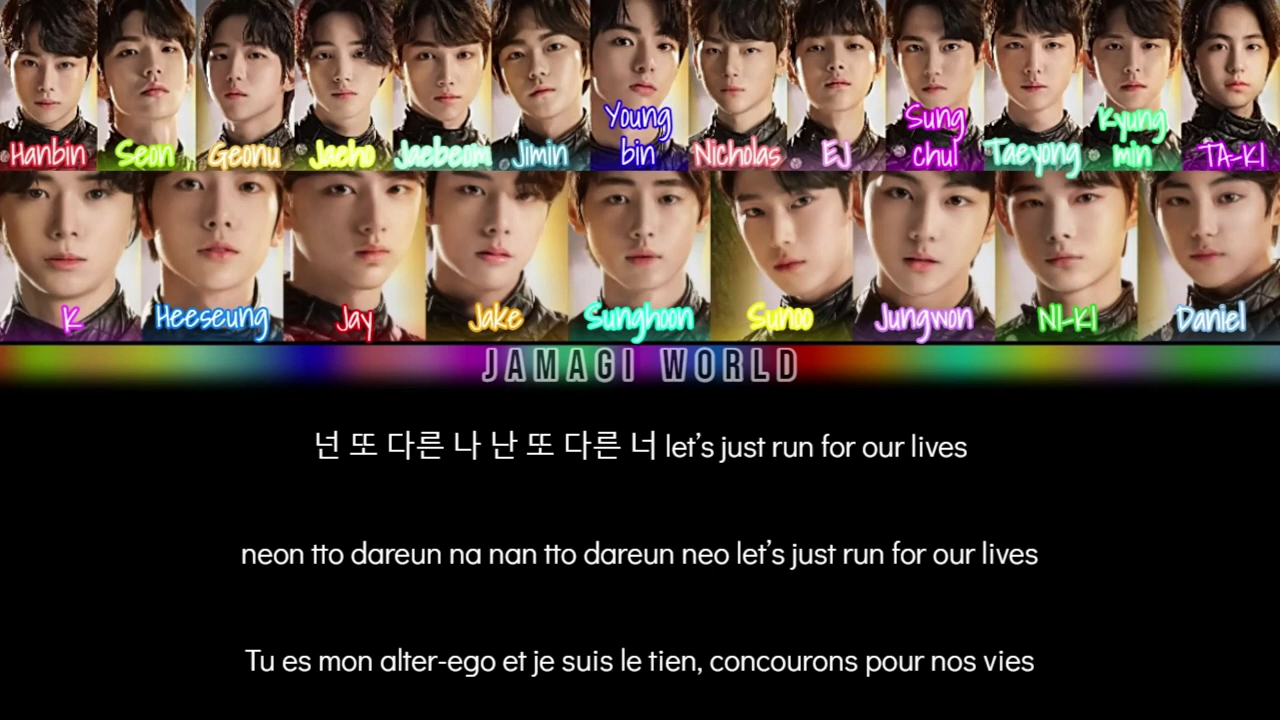 Hanbin Seon Geonu Jaeho Jaebeom Jimin Young bin Nicholas EJ Sung chul Taeyong Kyung min TA-KI
K Heeseung Jay Jake Sunghoon Sunoo Jungwon NI-KI Daniel
JAMAGI WORLD
넌 또 다른 나 난 또 다른 너 let's just run for our lives
neon tto dareun na nan tto dareun neo let's just run for our lives
Tu es mon alter-ego et je suis le tien, concourons pour nos vies